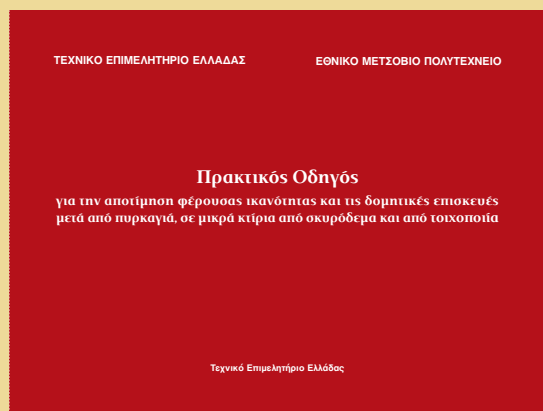 ΤΕΧΝΙΚΟ ΕΠΙΜΕΛΗΤΗΡΙΟ ΕΛΛΑΔΑΣ
ΕΘΝΙΚΟ ΜΕΤΣΟΒΙΟ ΠΟΛΥΤΕΧΝΕΙΟ
Πρακτικός Οδηγός
για την αποτίμηση φέρουσας ικανότητας και τις δομητικές επισκευές
μετά από πυρκαγιά, σε μικρά κτίρια από σκυρόδεμα και από τοιχοποιία
Τεχνικό Επιμελητήριο Ελλάδας